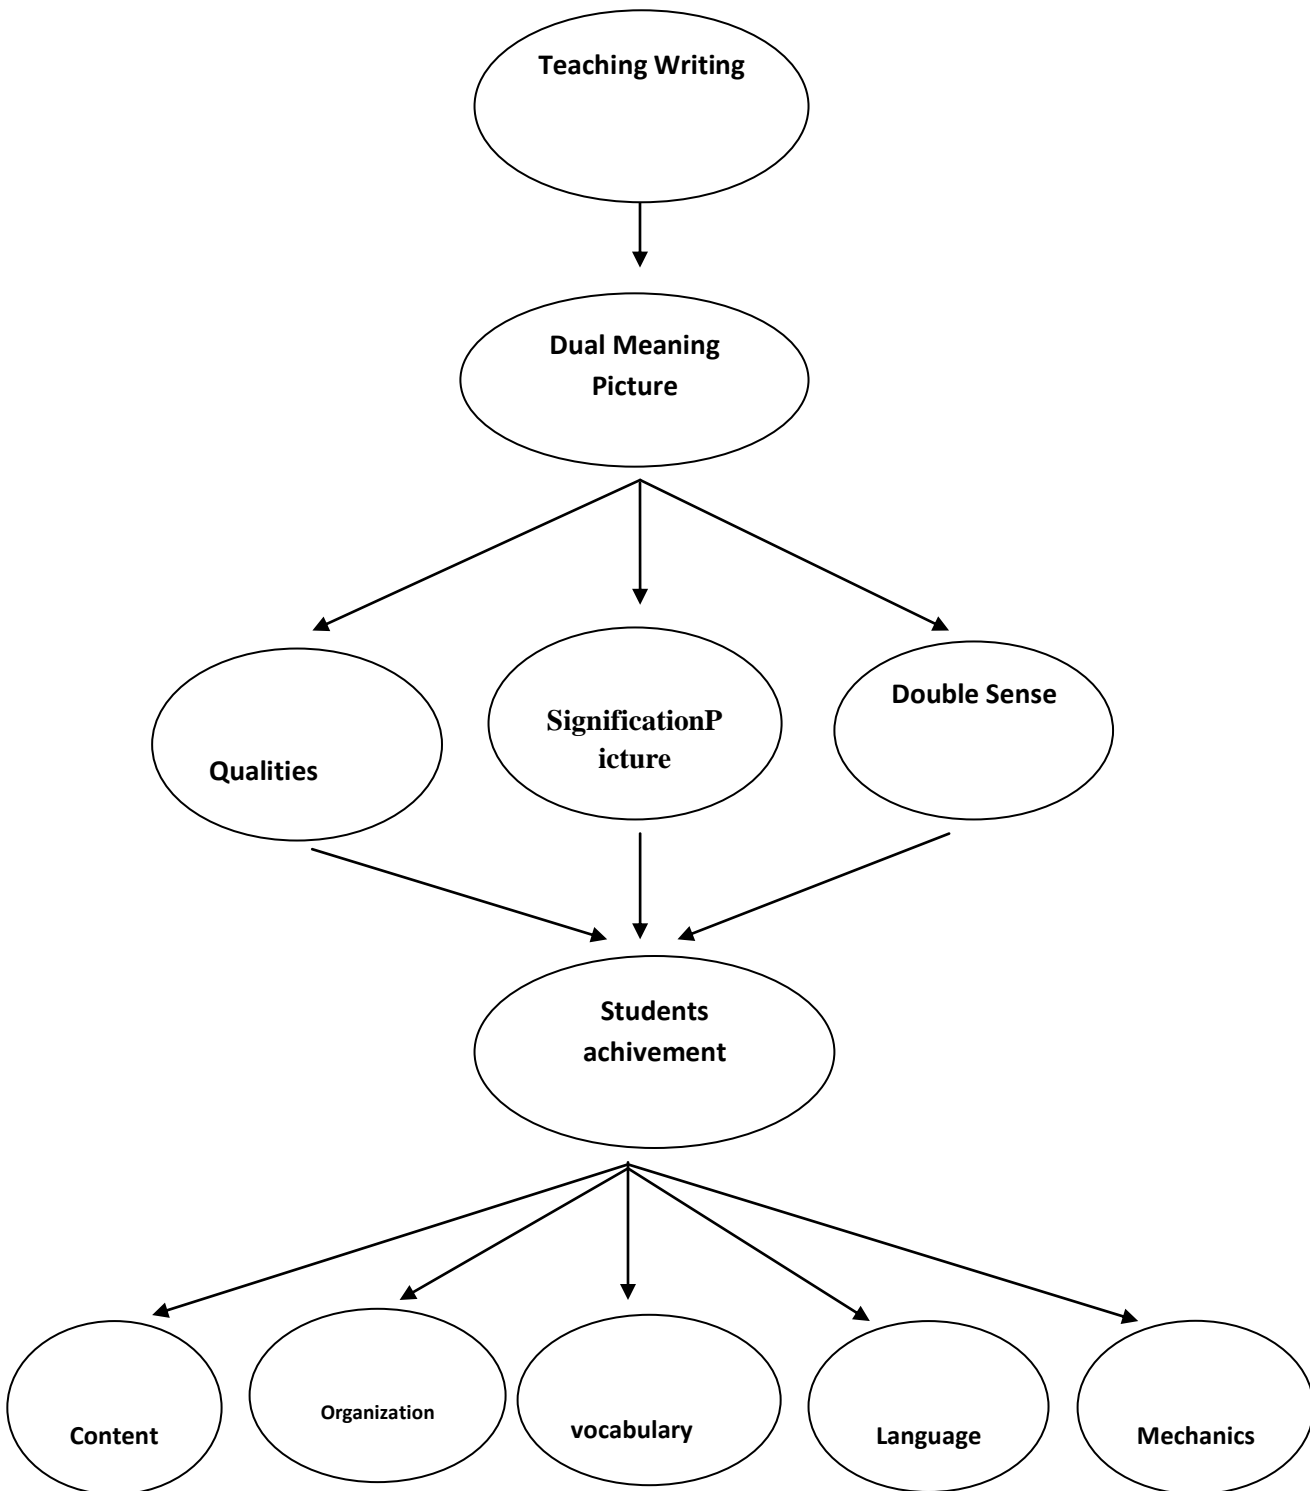 Teaching Writing
Dual Meaning
Picture
Qualities
SignificationP
icture
Double Sense
Students
achivement
Content
Organization
vocabulary
Language
Mechanics